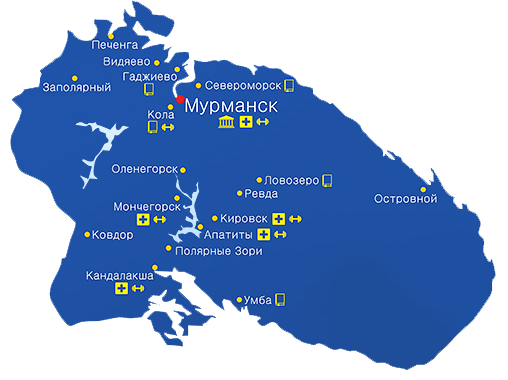 Печенга
Видяево
Гаджиево
Заполярный
Североморск
Мурманск
Кола
Оленегорск
Ловозеро
Ревда
Островной
Мончегорск
Кировск
Апатиты
Ковдор
Полярные Зори
Кандалакша
Умба